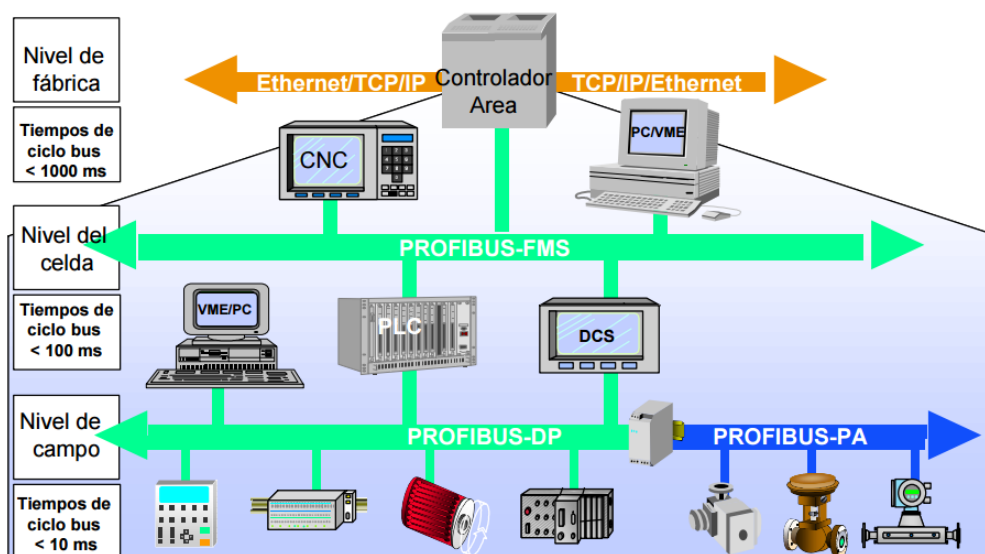 Nivel de
fábrica
Ethernet/TCP/IP
Controlador
Area
TCP/IP/Ethernet
Tiempos de
ciclo bus
< 1000 ms
CNC
PC/VME
Nivel del
celda
PROFIBUS-FMS
Tiempos de
ciclo bus
< 100 ms
VME/PC
PLC
DCS
Nivel de
campo
PROFIBUS-DP
PROFIBUS-PA
Tiempos de
ciclo bus
< 10 ms